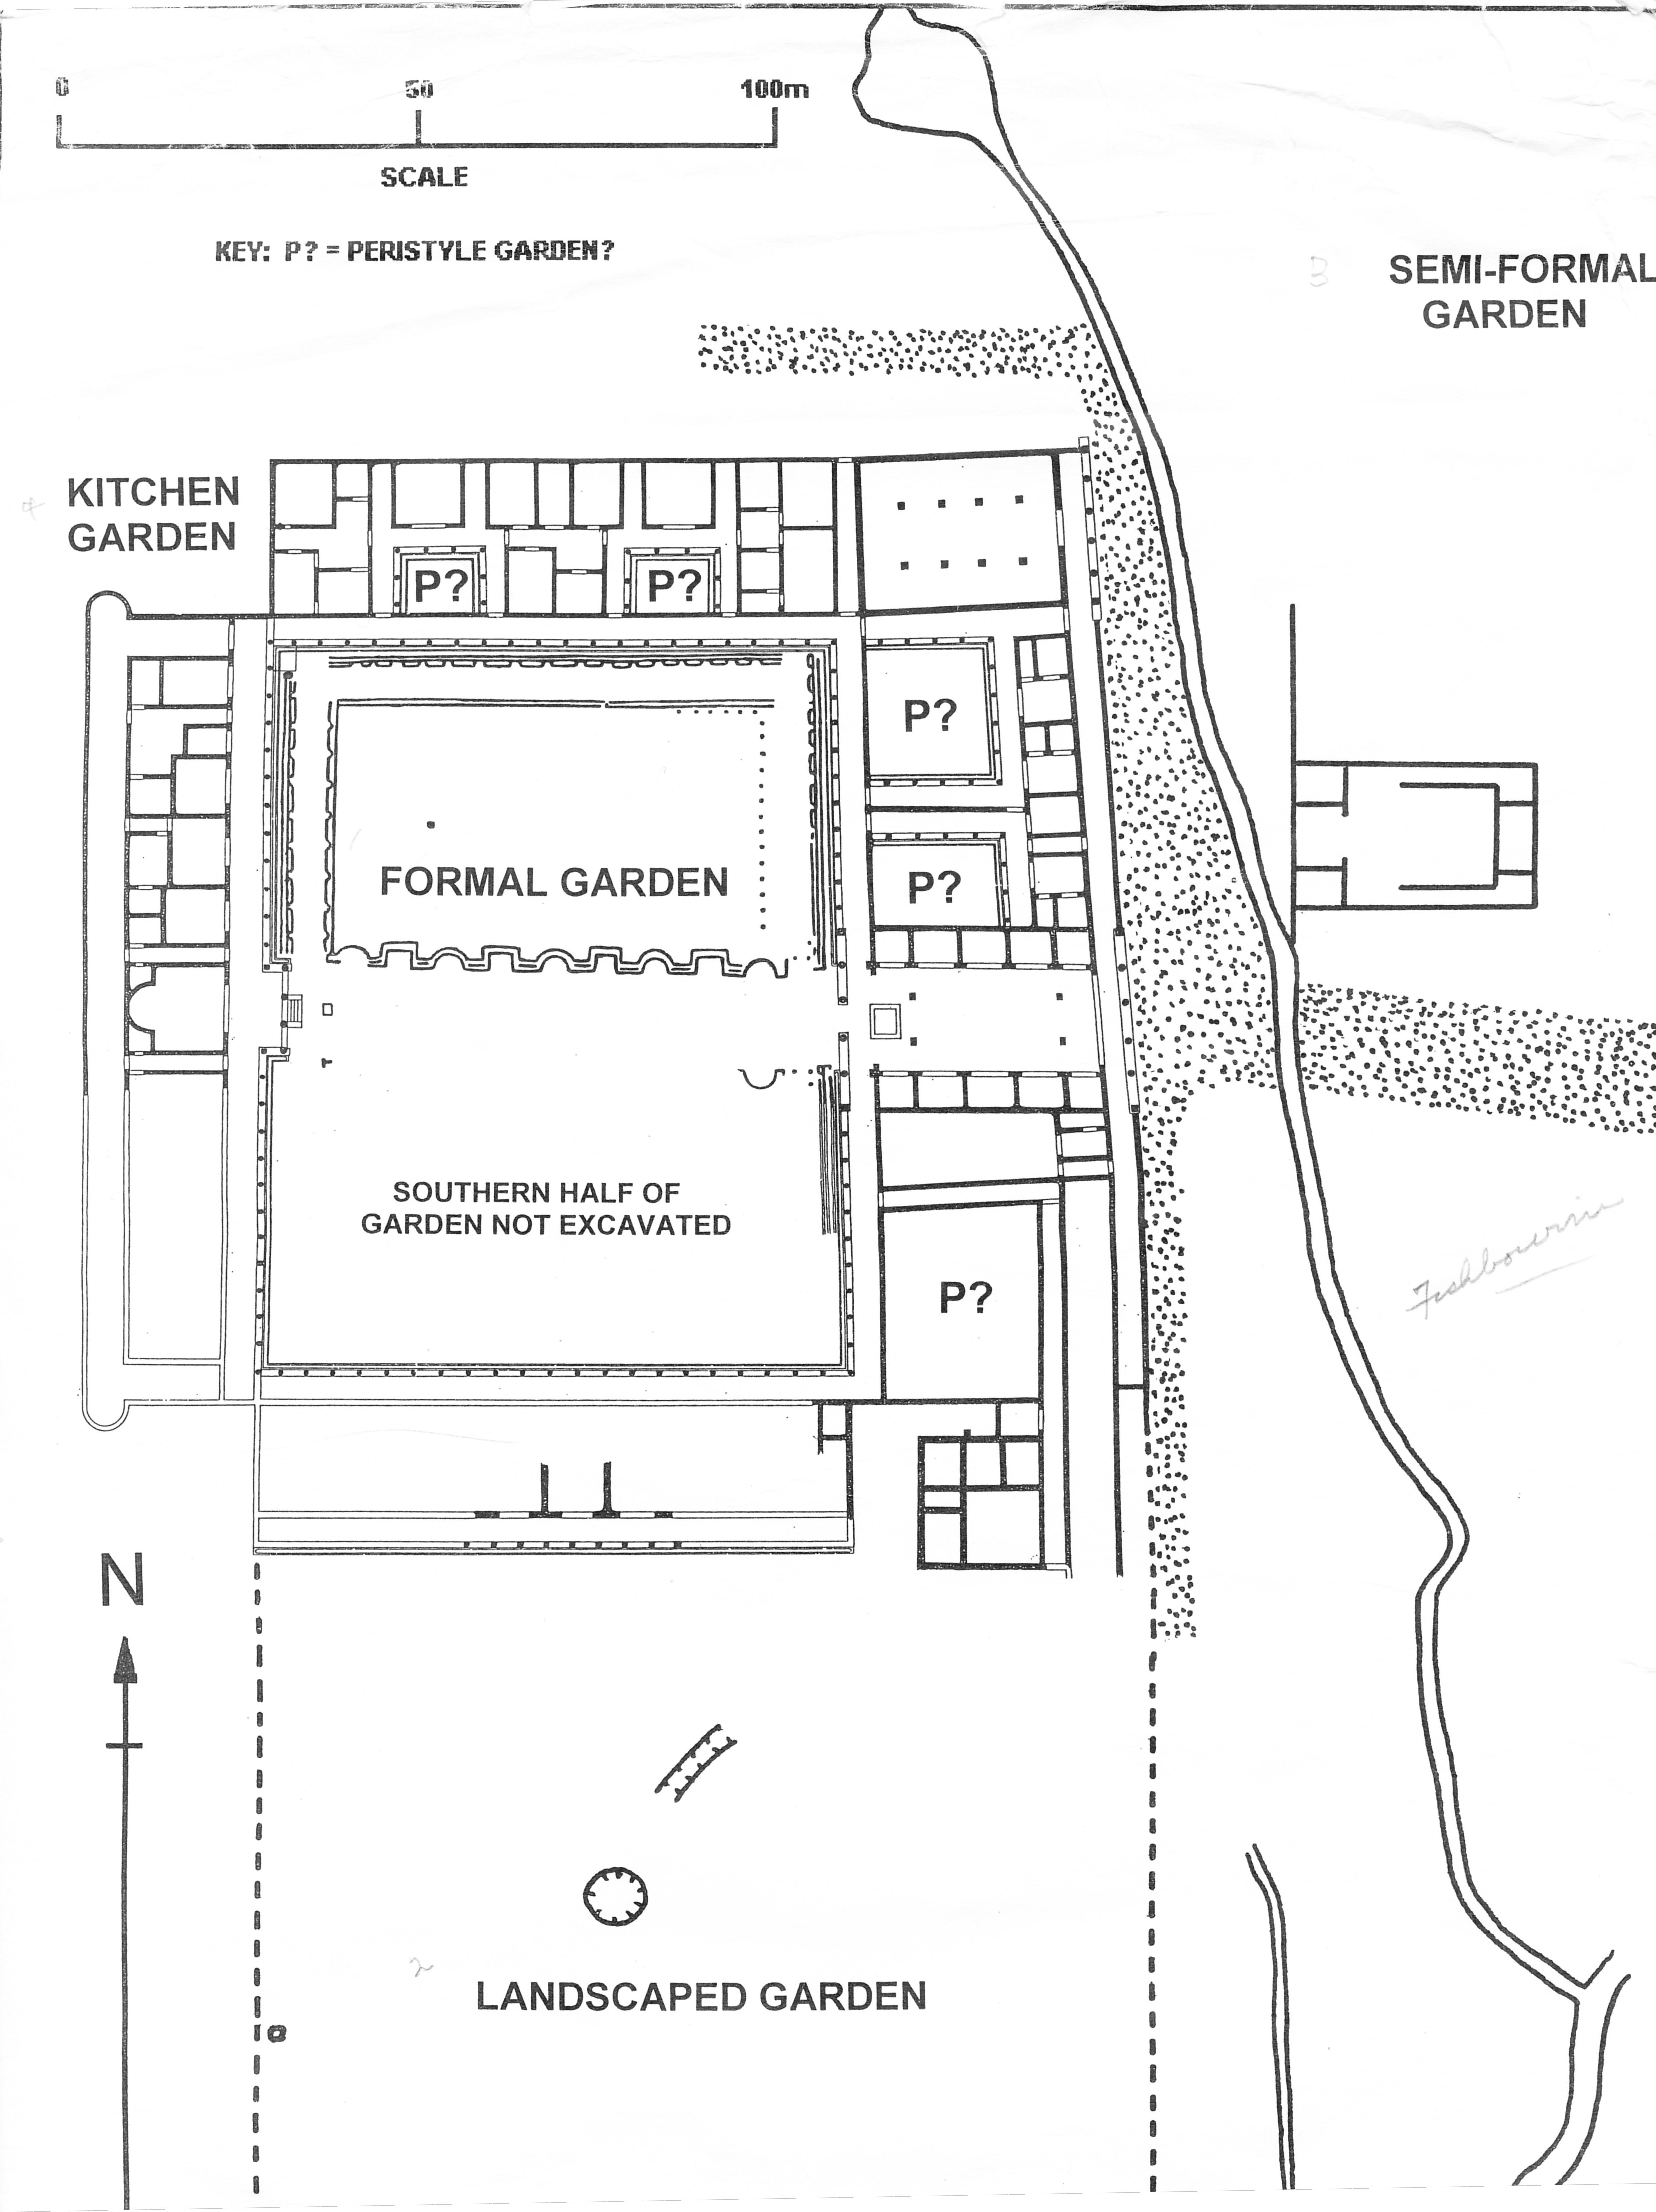 0 50 100m
SCALE
KEY: P? = PERISTYLE GARDEN?
3
SEMI-FORMAL
GARDEN
4
KITCHEN
GARDEN
P?
P?
P?
FORMAL GARDEN
P?
SOUTHERN HALF OF
GARDEN NOT EXCAVATED
P?
Fishbourne
N
2
LANDSCAPED GARDEN